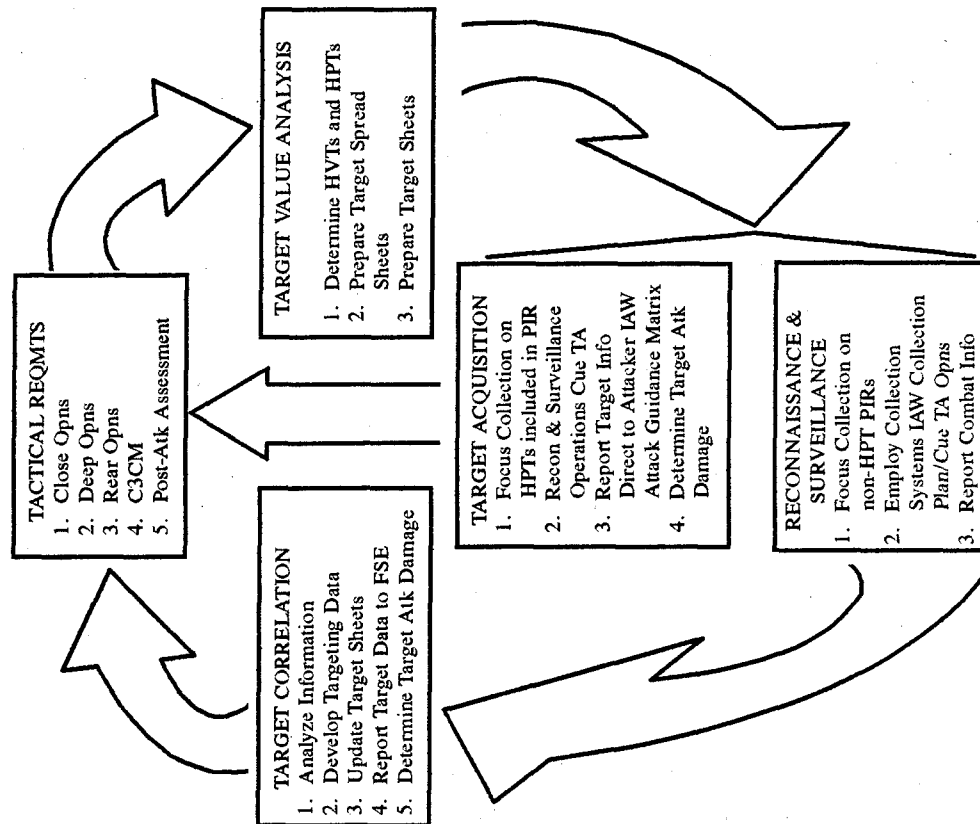 TACTICAL REQMTS
1. Close Opns
2. Deep Opns
3. Rear Opns
4. C3CM
5. Post-Atk Assessment
TARGET VALUE ANALYSIS
1. Determine HVTs and HPTs
2. Prepare Target Spread
Sheets
3. Prepare Target Sheets
TARGET ACQUISITION
1. Focus Collection on
HPTs included in PIR
2. Recon & Surveillance
Operations Cue TA
3. Report Target Info
Direct to Attacker IAW
Attack Guidance Matrix
4. Determine Target Atk
Damage
RECONNAISSANCE &
SURVEILLANCE
1. Focus Collection on
non-HPT PIRs
2. Employ Collection
Systems IAW Collection
Plan/Cue TA Opns
3. Report Combat Info
TARGET CORRELATION
1. Analyze Information
2. Develop Targeting Data
3. Update Target Sheets
4. Report Target Data to FSE
5. Determine Target Atk Damage